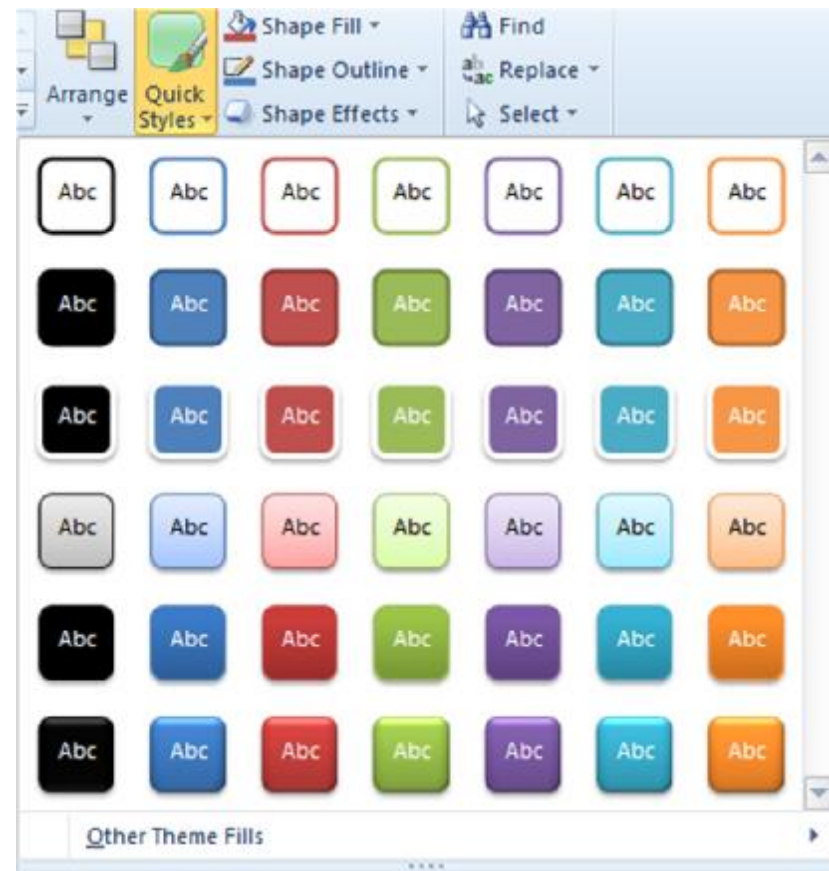 Shape Fill
Find
Shape Outline
Replace
Arrange
Quick Styles
Shape Effects
Select
Abc Abc Abc Abc Abc Abc Abc
Abc Abc Abc Abc Abc Abc Abc
Abc Abc Abc Abc Abc Abc Abc
Abc Abc Abc Abc Abc Abc Abc
Abc Abc Abc Abc Abc Abc Abc
Abc Abc Abc Abc Abc Abc Abc
Other Theme Fills